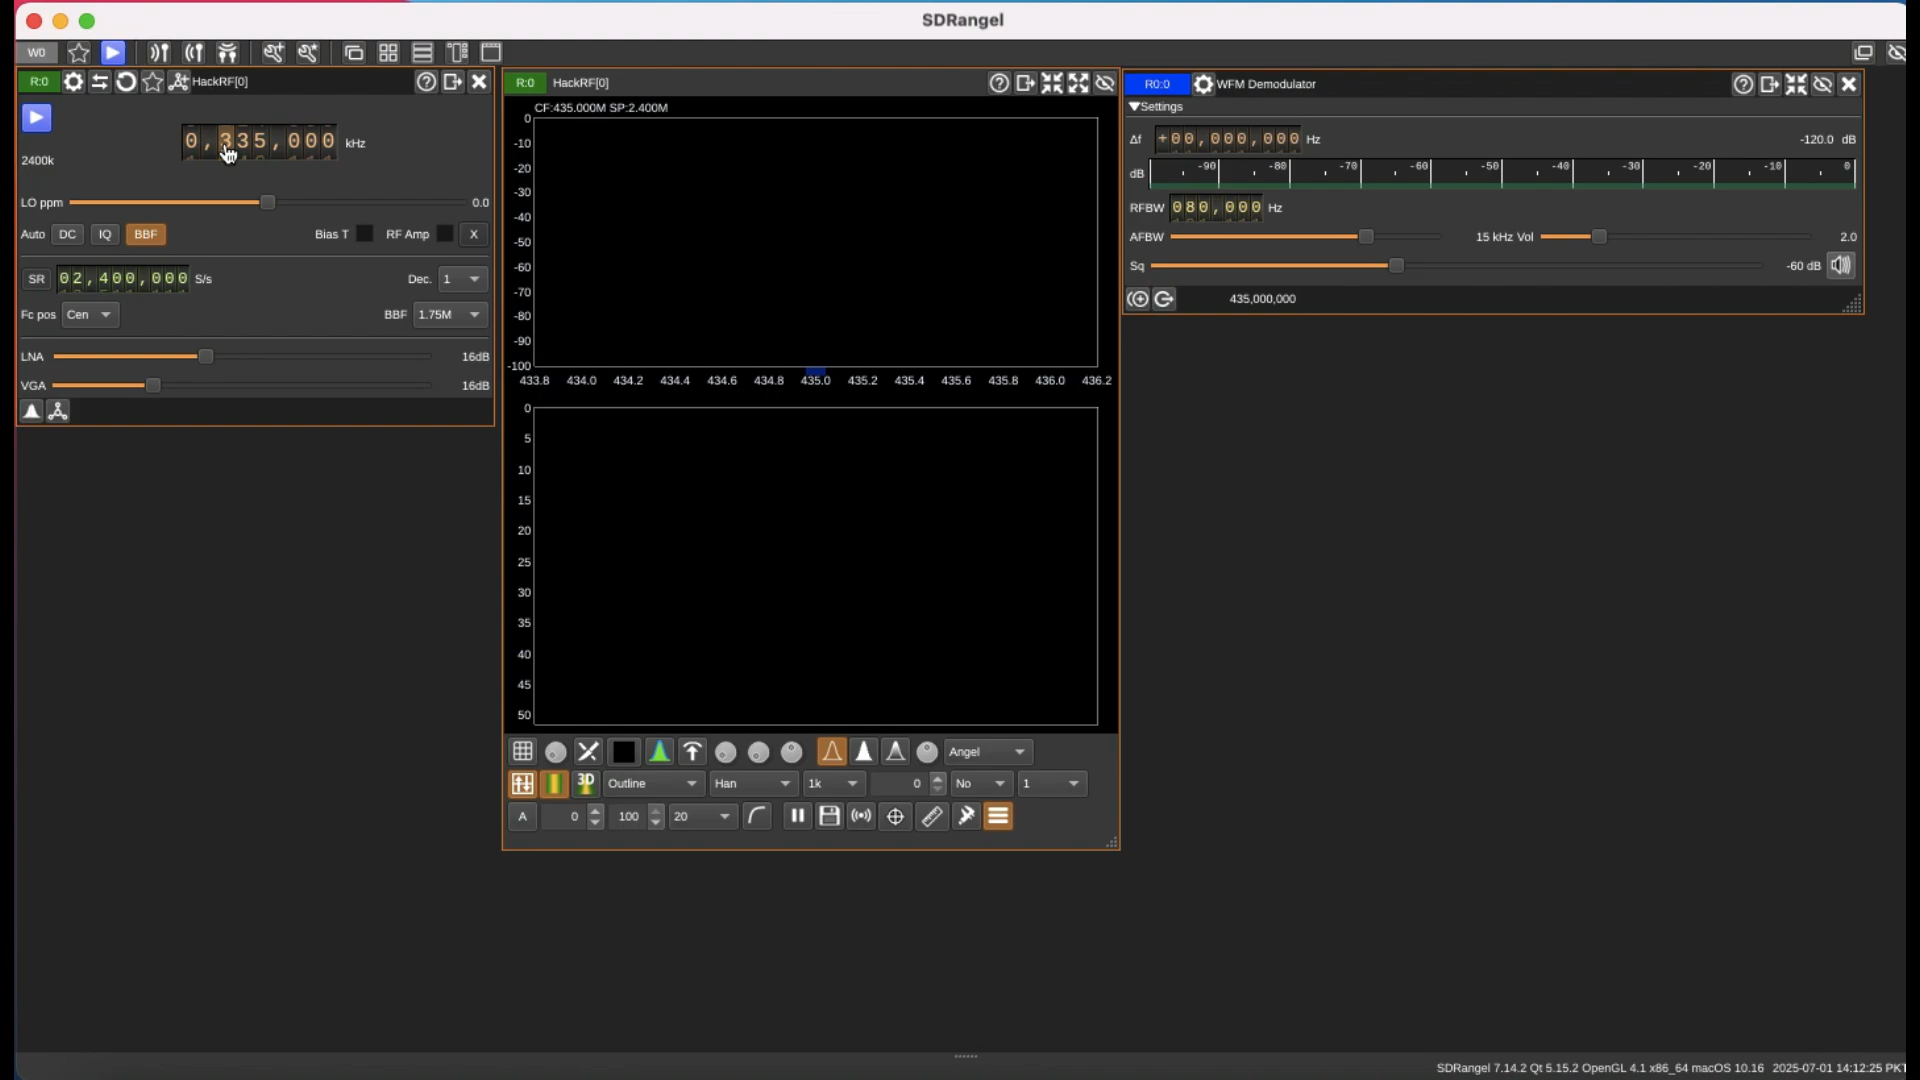 SDRangel
W0
R:0 HackRF[0]
0,335,000 kHz
2400k
LO ppm 0.0
Auto DC IQ BBF Bias T RF Amp X
SR 02,400,000 S/s Dec. 1
Fc pos Cen BBF 1.75M
LNA 16dB
VGA 16dB
R:0 HackRF[0]
CF:435.000M SP:2.400M
0
-10
-20
-30
-40
-50
-60
-70
-80
-90
-100
433.8 434.0 434.2 434.4 434.6 434.8 435.0 435.2 435.4 435.6 435.8 436.0 436.2
0
5
10
15
20
25
30
35
40
45
50
Angel
3D Outline Han 1k 0 No 1
A 0 100 20
R0:0 WFM Demodulator
Settings
Δf +00,000,000 Hz -120.0 dB
dB -90 -80 -70 -60 -50 -40 -30 -20 -10 0
RFBW 080,000 Hz
AFBW 15 kHz Vol 2.0
Sq -60 dB
435,000,000
SDRangel 7.14.2 Qt 5.15.2 OpenGL 4.1 x86_64 macOS 10.16 2025-07-01 14:12:25 PKT